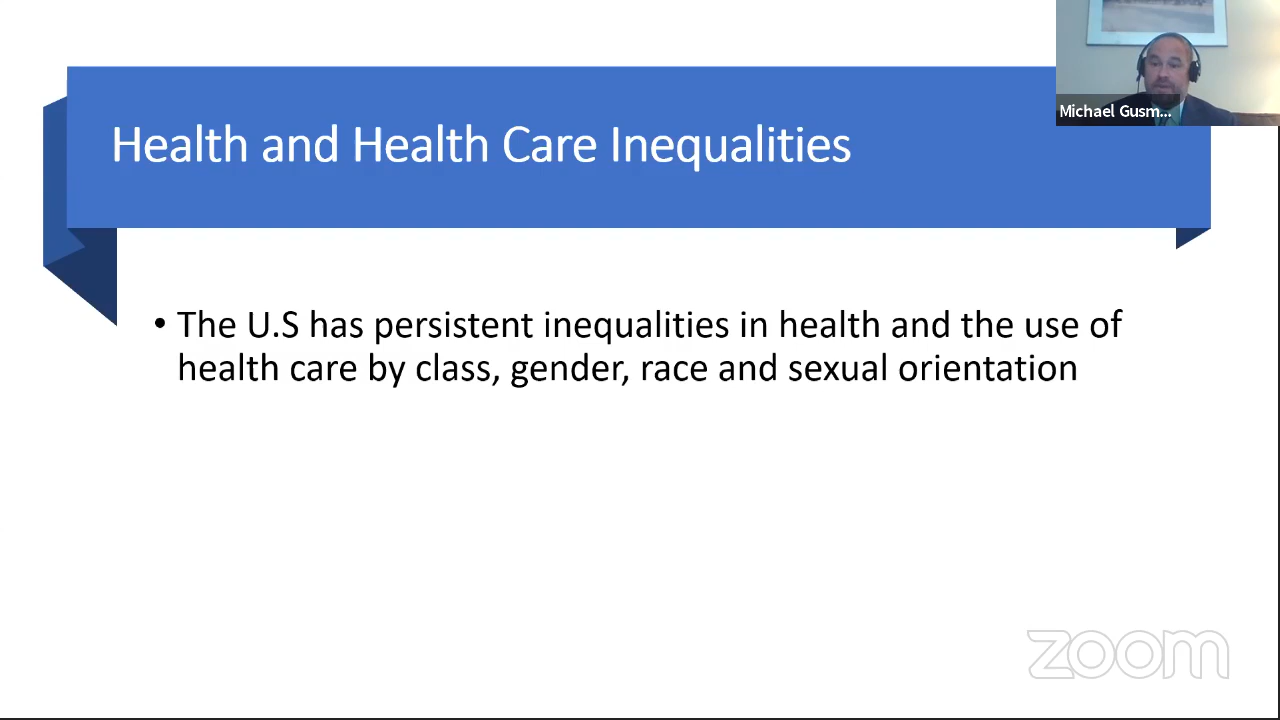 Michael Gusm...
Health and Health Care Inequalities
• The U.S has persistent inequalities in health and the use of
health care by class, gender, race and sexual orientation
zoom